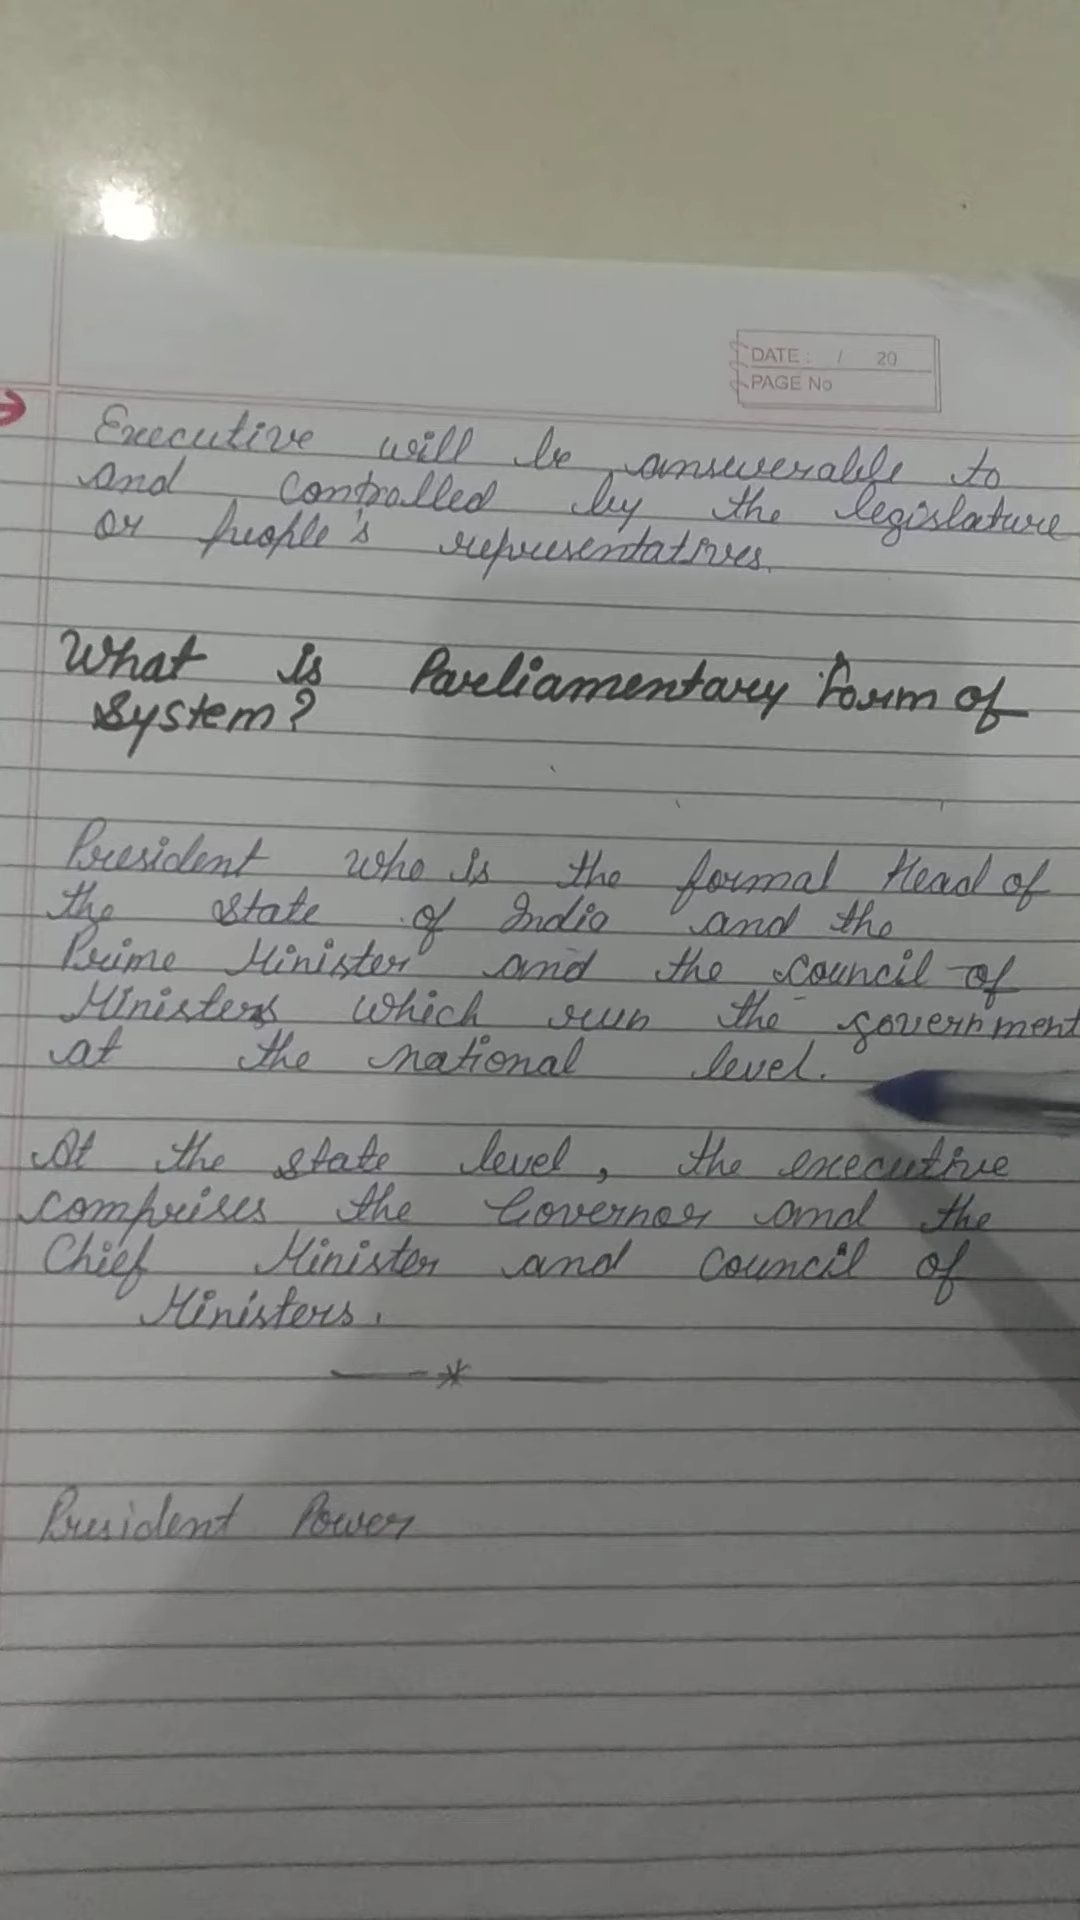 DATE : / 20
PAGE No
Executive will be answerable to
and controlled by the legislature
or people's representatives.
What is Parliamentary Form of
System?
President who is the formal Head of
the State of India and the
Prime Minister and the council of
Ministers which run the government
at the national level.
At the state level, the executive
comprises the Governor and the
Chief Minister and council of
Ministers.
President Power